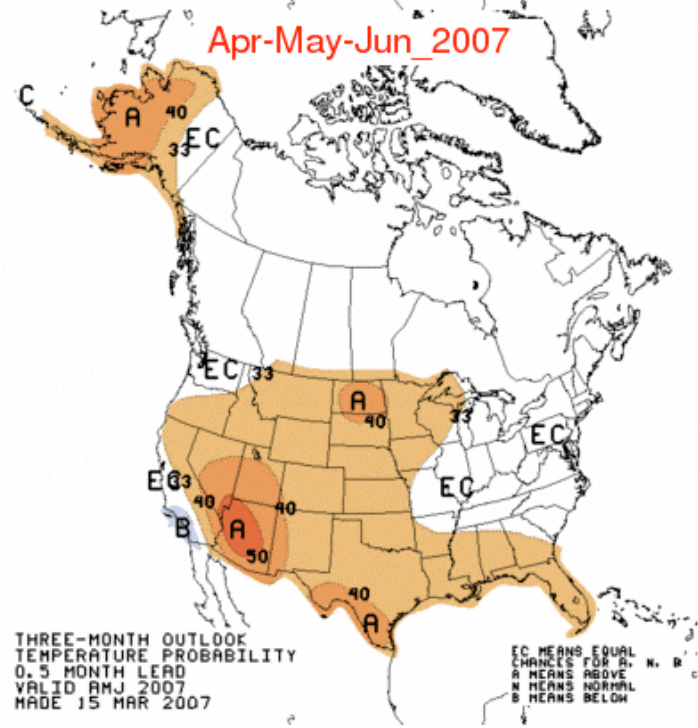 Apr-May-Jun_2007
C
A
40
EC
33
EC
33
A
40
33
EC
EC
33
EC
40
40
B
A
50
40
A
THREE-MONTH OUTLOOK
TEMPERATURE PROBABILITY
0.5 MONTH LEAD
VALID AMJ 2007
MADE 15 MAR 2007
EC MEANS EQUAL
CHANCES FOR A, N, B
A MEANS ABOVE
N MEANS NORMAL
B MEANS BELOW